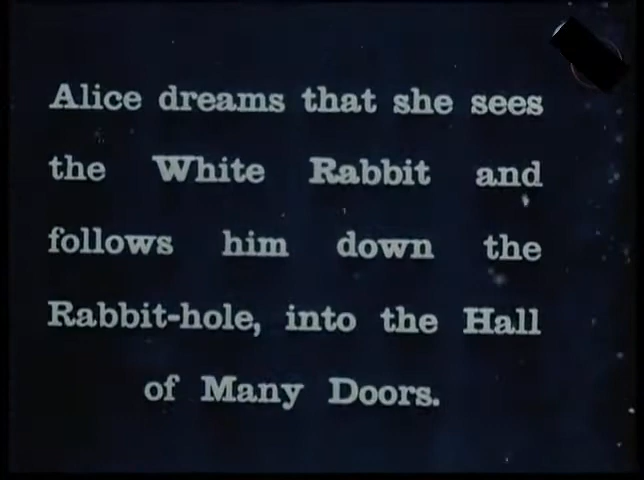 Alice dreams that she sees
the White Rabbit and
follows him down the
Rabbit-hole, into the Hall
of Many Doors.